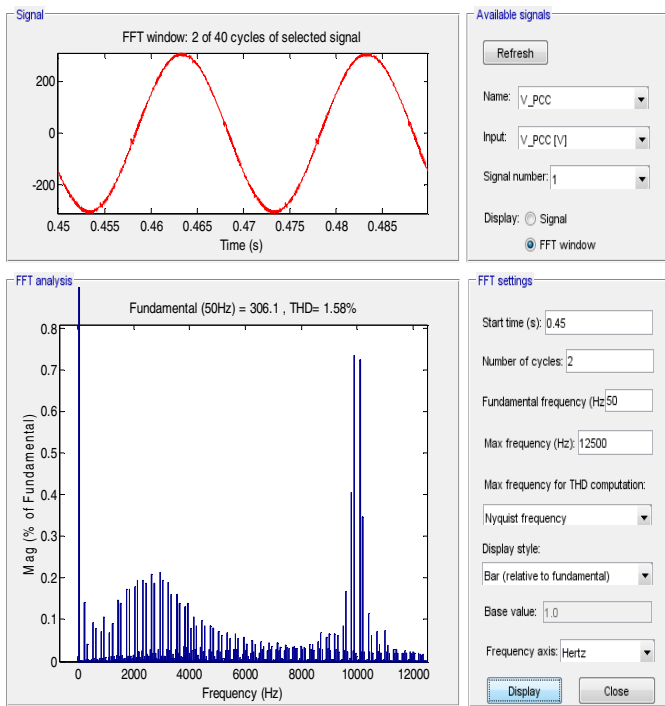 Signal
FFT window: 2 of 40 cycles of selected signal
200
0
-200
0.45 0.455 0.46 0.465 0.47 0.475 0.48 0.485
Time (s)
Available signals
Refresh
Name: V_PCC
Input: V_PCC [V]
Signal number: 1
Display: Signal
FFT window
FFT analysis
Fundamental (50Hz) = 306.1 , THD= 1.58%
0.8
0.7
0.6
0.5
0.4
0.3
0.2
0.1
0
Mag (% of Fundamental)
0 2000 4000 6000 8000 10000 12000
Frequency (Hz)
FFT settings
Start time (s): 0.45
Number of cycles: 2
Fundamental frequency (Hz 50
Max frequency (Hz): 12500
Max frequency for THD computation:
Nyquist frequency
Display style:
Bar (relative to fundamental)
Base value: 1.0
Frequency axis: Hertz
Display Close